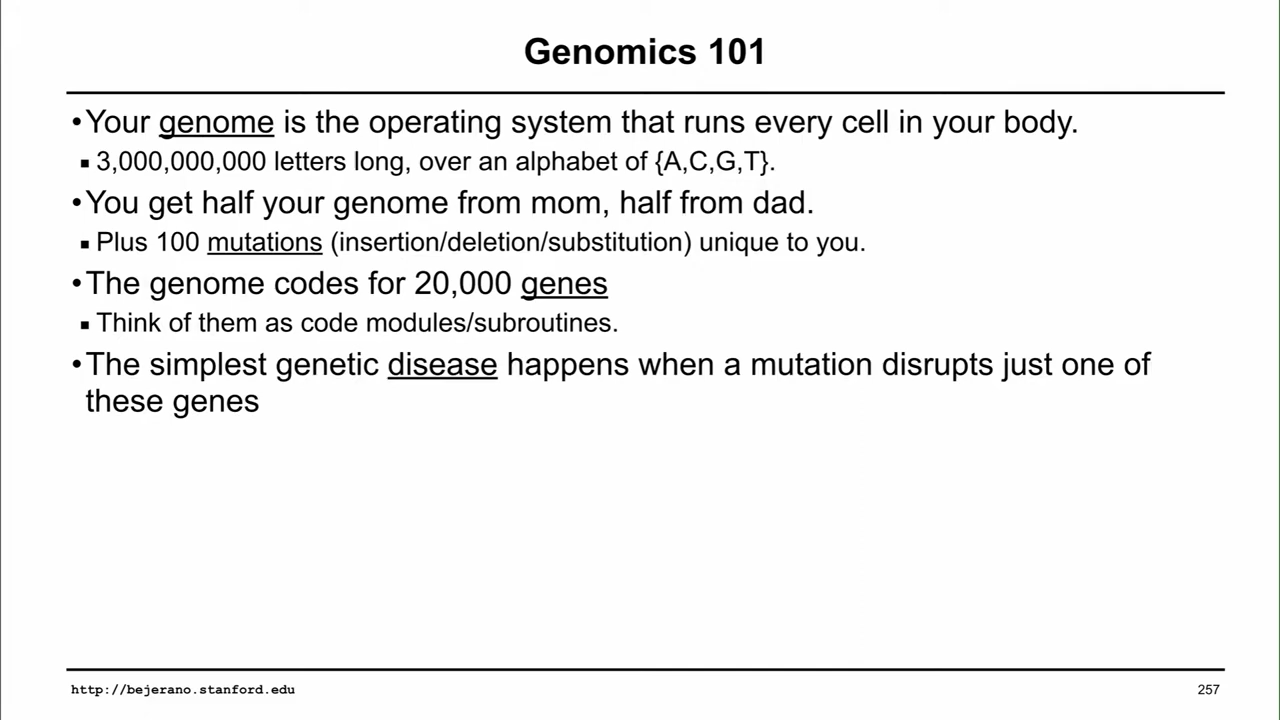 Genomics 101
•Your genome is the operating system that runs every cell in your body.
▪3,000,000,000 letters long, over an alphabet of {A,C,G,T}.
•You get half your genome from mom, half from dad.
▪Plus 100 mutations (insertion/deletion/substitution) unique to you.
•The genome codes for 20,000 genes
▪Think of them as code modules/subroutines.
•The simplest genetic disease happens when a mutation disrupts just one of
these genes
http://bejerano.stanford.edu
257